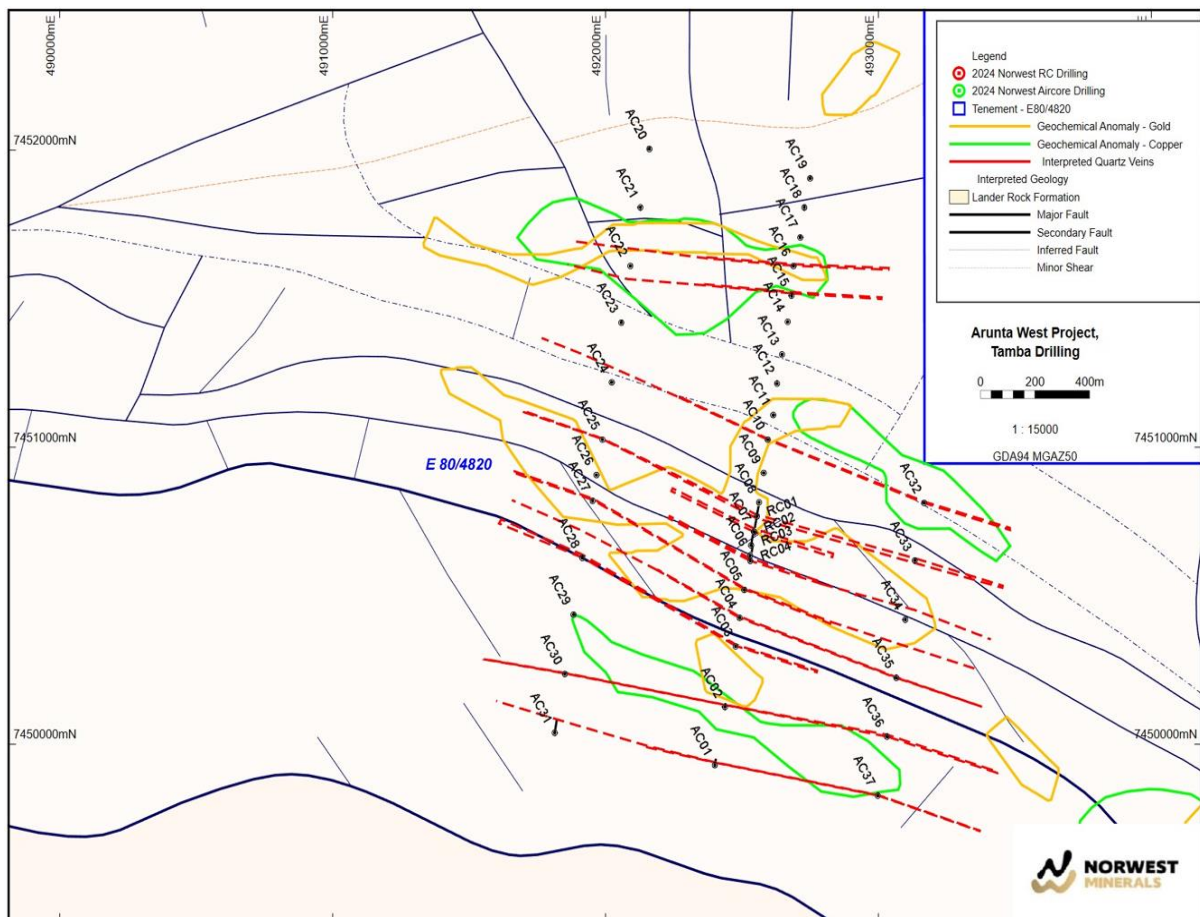 490000mE
491000mE
492000mE
493000mE
7452000mN
7451000mN
7451000mN
7450000mN
7450000mN
Legend
2024 Norwest RC Drilling
2024 Norwest Aircore Drilling
Tenement - E80/4820
Geochemical Anomaly - Gold
Geochemical Anomaly - Copper
Interpreted Quartz Veins
Interpreted Geology
Lander Rock Formation
Major Fault
Secondary Fault
Inferred Fault
Minor Shear
Arunta West Project,
Tamba Drilling
0 200 400m
1 : 15000
GDA94 MGAZ50
E 80/4820
AC20
AC21
AC22
AC23
AC24
AC25
AC26
AC27
AC28
AC29
AC30
AC31
AC19
AC18
AC17
AC16
AC15
AC14
AC13
AC12
AC11
AC10
AC09
AC08
AC07
AC06
AC05
AC04
AC03
AC02
AC01
RC01
RC02
RC03
RC04
AC32
AC33
AC34
AC35
AC36
AC37
NORWEST
MINERALS